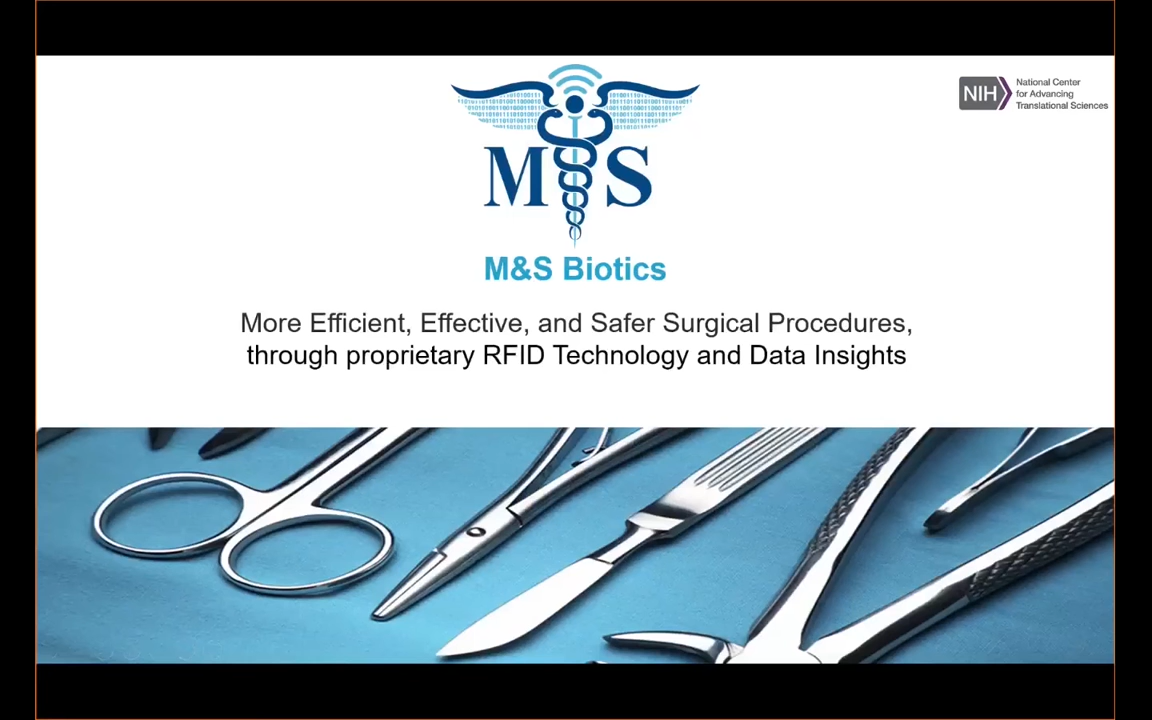 NIH
National Center
for Advancing
Translational Sciences
M S
M&S Biotics
More Efficient, Effective, and Safer Surgical Procedures,
through proprietary RFID Technology and Data Insights